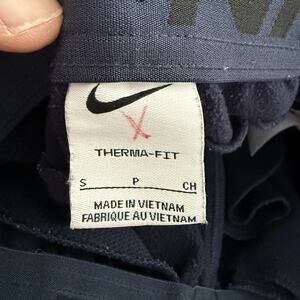 THERMA-FIT
S P CH
MADE IN VIETNAM
FABRIQUE AU VIETNAM